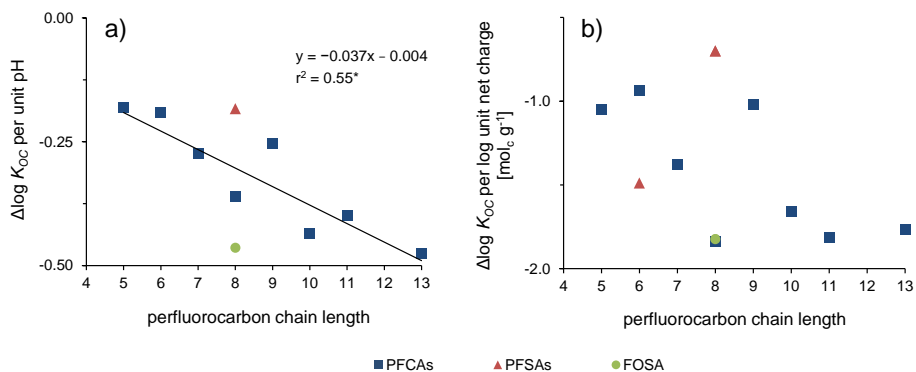 a)
y = −0.037x − 0.004
r² = 0.55*
Δlog K_OC per unit pH
0.00
-0.25
-0.50
4 5 6 7 8 9 10 11 12 13
perfluorocarbon chain length
b)
Δlog K_OC per log unit net charge
[mol_c g⁻¹]
-1.0
-2.0
4 5 6 7 8 9 10 11 12 13
perfluorocarbon chain length
PFCAs PFSAs FOSA